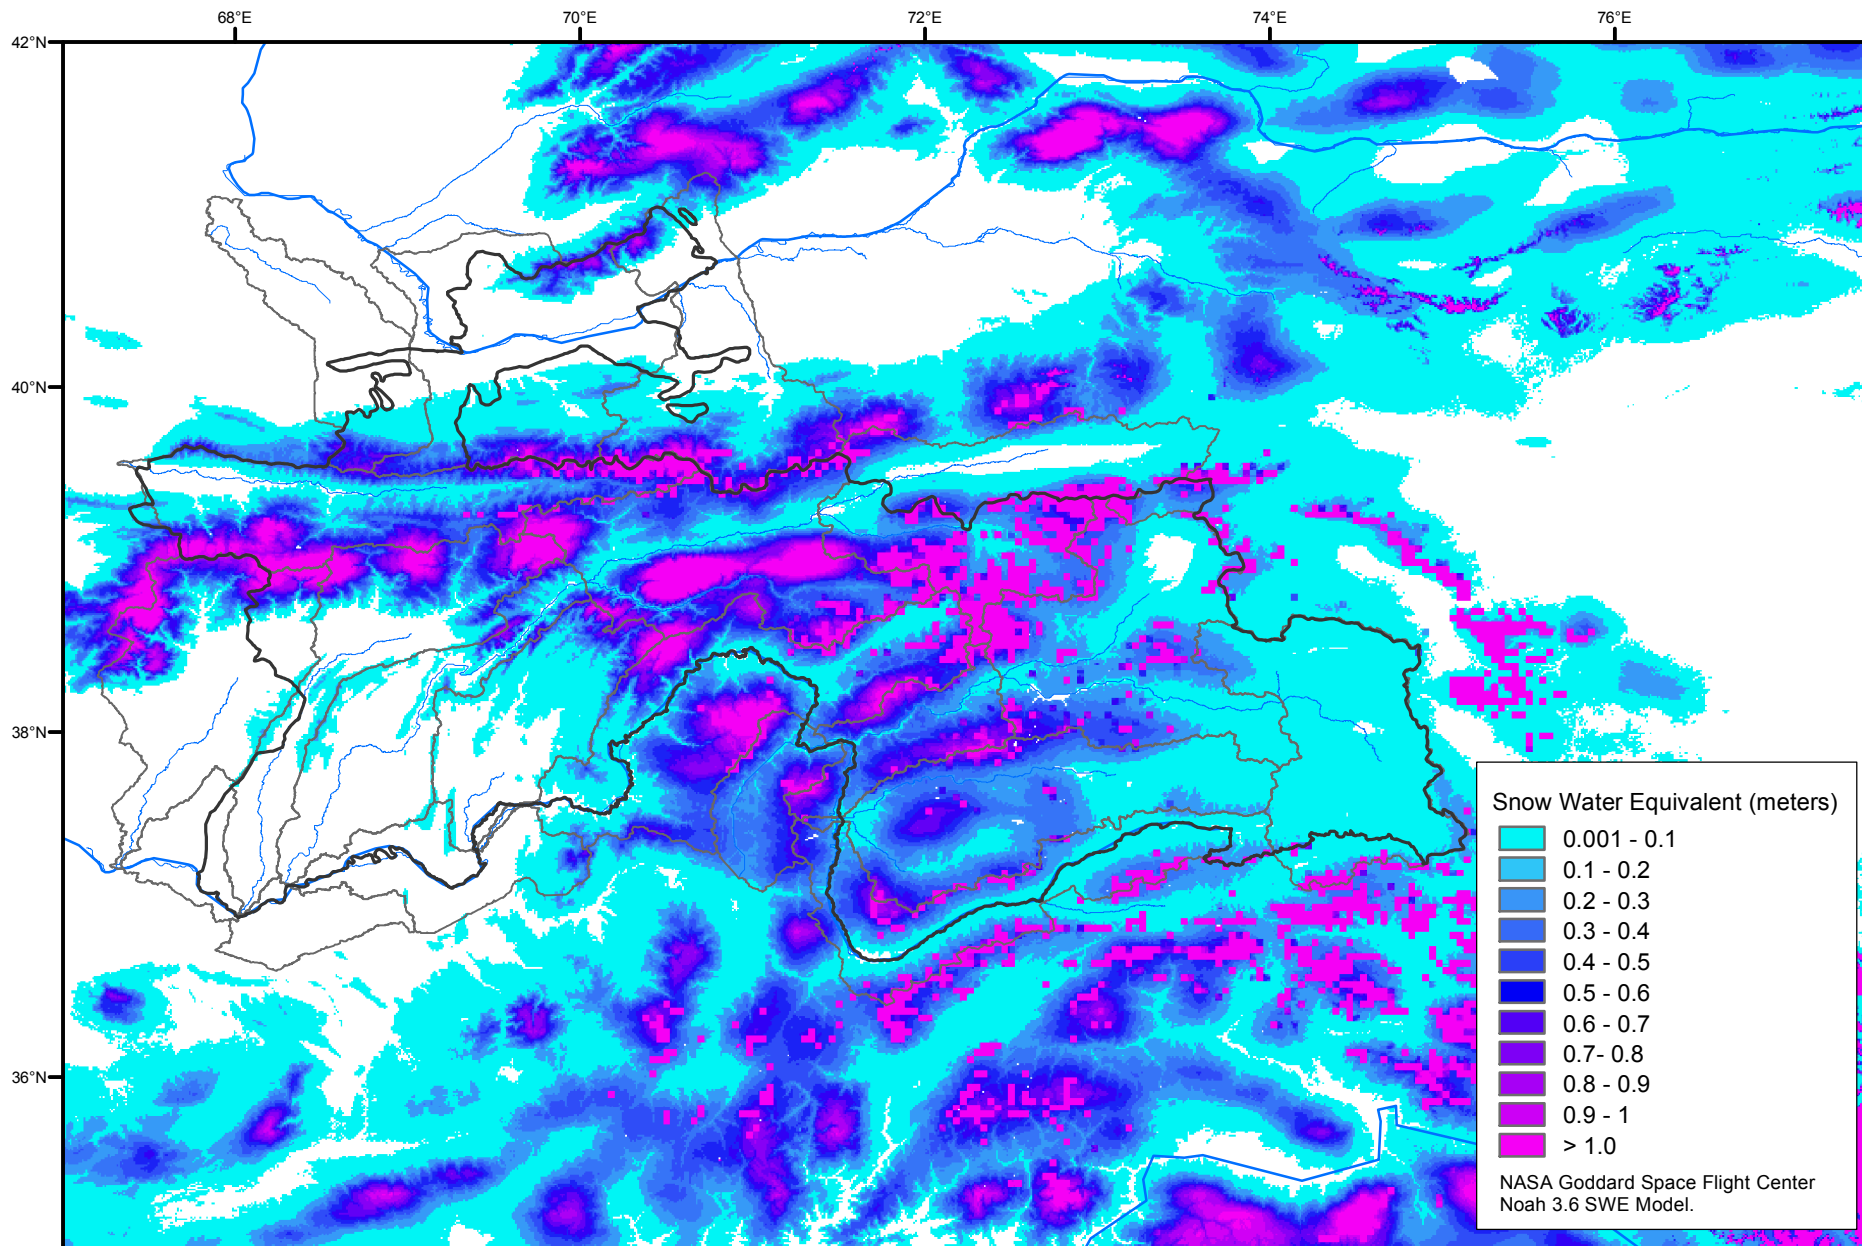 68°E 70°E 72°E 74°E 76°E
42°N
40°N
38°N
36°N
Snow Water Equivalent (meters)
0.001 - 0.1
0.1 - 0.2
0.2 - 0.3
0.3 - 0.4
0.4 - 0.5
0.5 - 0.6
0.6 - 0.7
0.7- 0.8
0.8 - 0.9
0.9 - 1
> 1.0
NASA Goddard Space Flight Center
Noah 3.6 SWE Model.